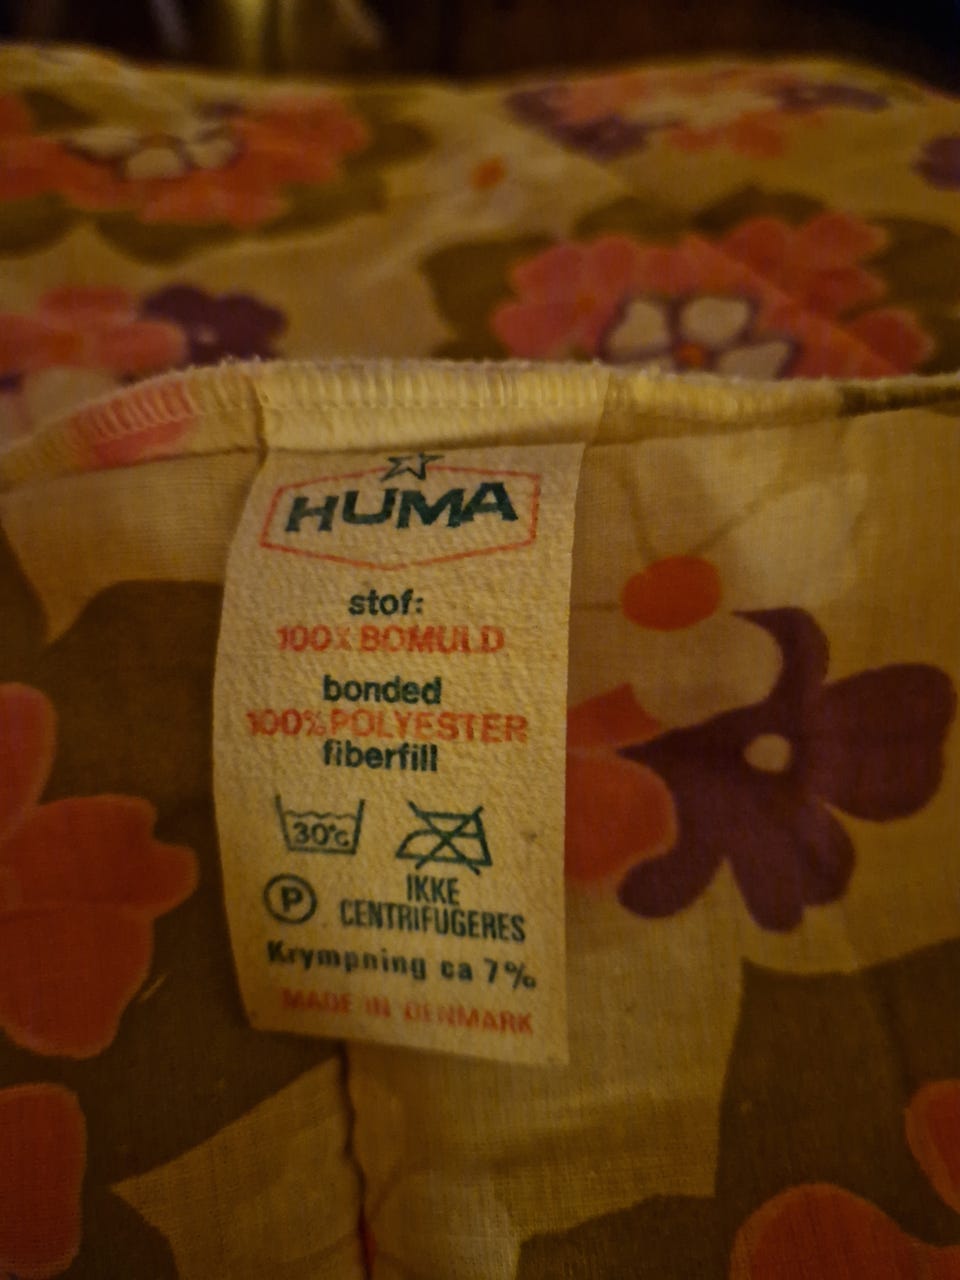 HUMA
stof:
100% BOMULD
bonded
100% POLYESTER
fiberfill
30°c
P
IKKE
CENTRIFUGERES
Krympning ca 7%
MADE IN DENMARK